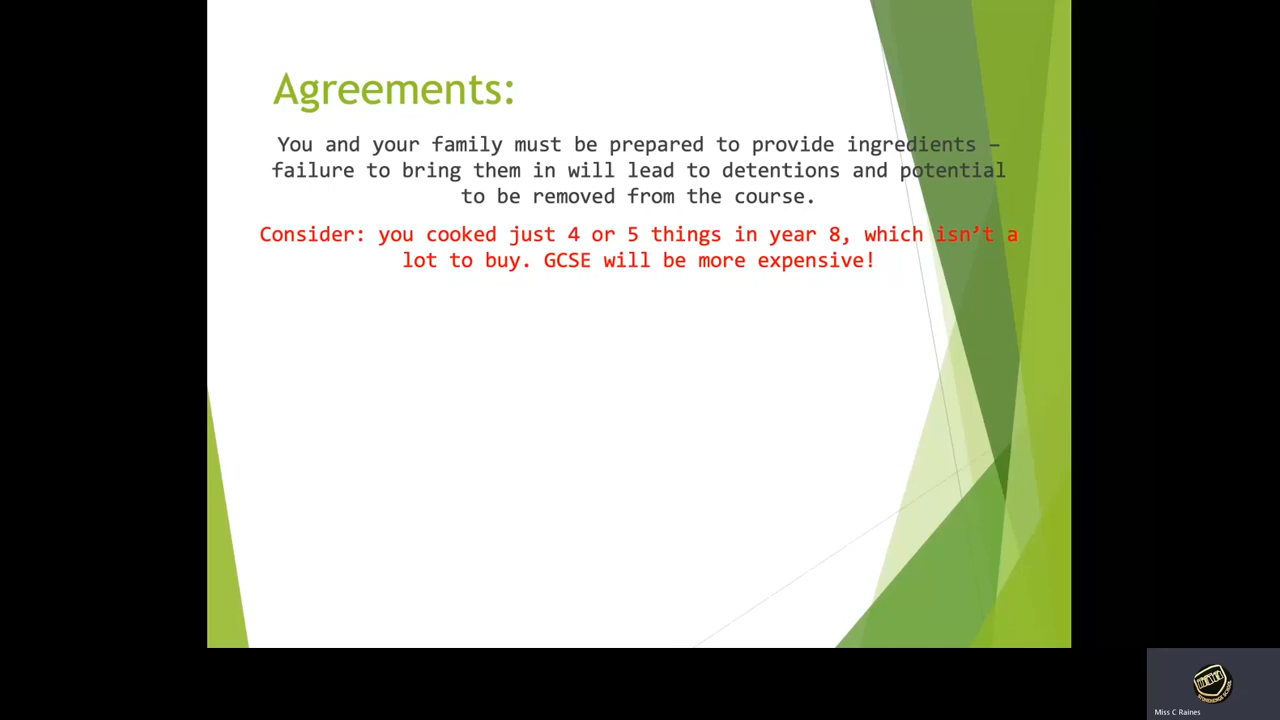 Agreements:
You and your family must be prepared to provide ingredients –
failure to bring them in will lead to detentions and potential
to be removed from the course.
Consider: you cooked just 4 or 5 things in year 8, which isn’t a
lot to buy. GCSE will be more expensive!
Miss C Raines